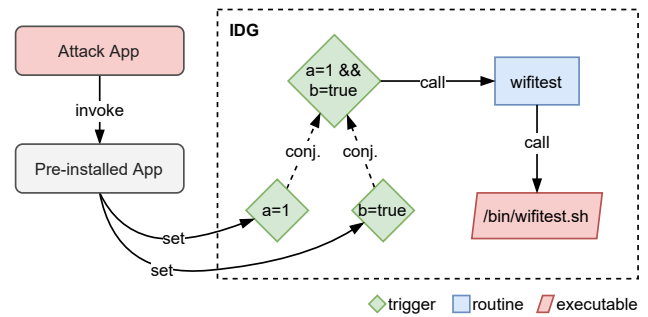 Attack App
invoke
Pre-installed App
set
set
IDG
a=1 &&
b=true
conj.
conj.
a=1
b=true
call
wifitest
call
/bin/wifitest.sh
trigger
routine
executable